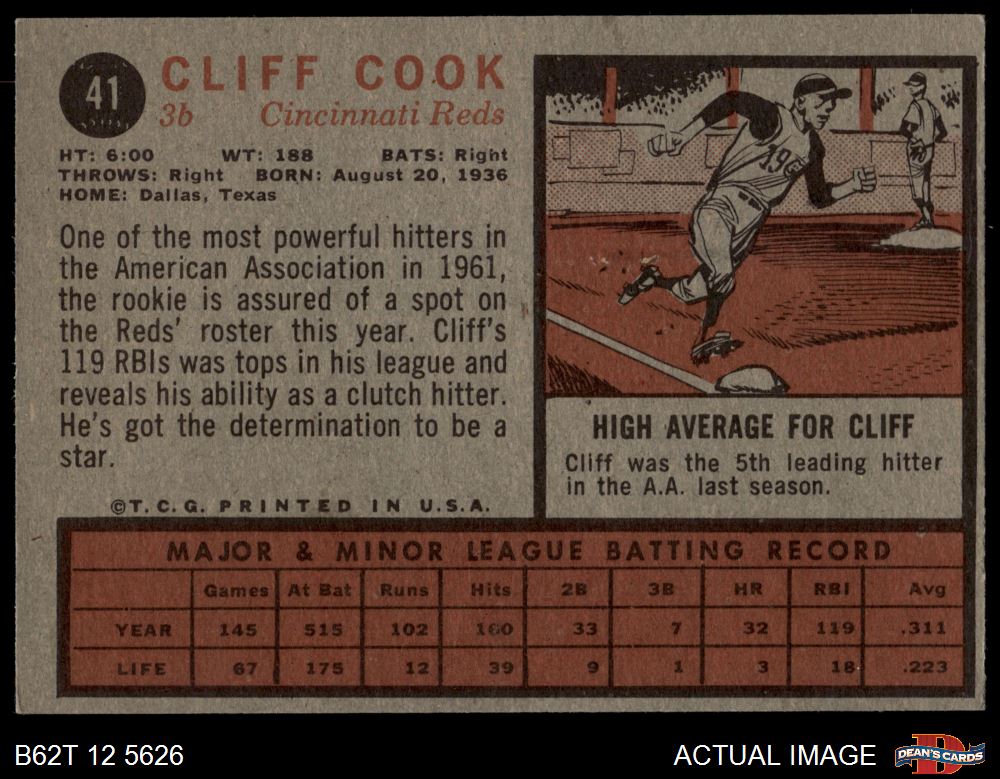 41
CLIFF COOK
3b Cincinnati Reds
HT: 6:00 WT: 188 BATS: Right
THROWS: Right BORN: August 20, 1936
HOME: Dallas, Texas
One of the most powerful hitters in
the American Association in 1961,
the rookie is assured of a spot on
the Reds' roster this year. Cliff's
119 RBIs was tops in his league and
reveals his ability as a clutch hitter.
He's got the determination to be a
star.
©T.C.G. PRINTED IN U.S.A.
196
HIGH AVERAGE FOR CLIFF
Cliff was the 5th leading hitter
in the A.A. last season.
MAJOR & MINOR LEAGUE BATTING RECORD
Games At Bat Runs Hits 2B 3B HR RBI Avg
YEAR 145 515 102 160 33 7 32 119 .311
LIFE 67 175 12 39 9 1 3 18 .223
B62T 12 5626
ACTUAL IMAGE
DEAN'S CARDS